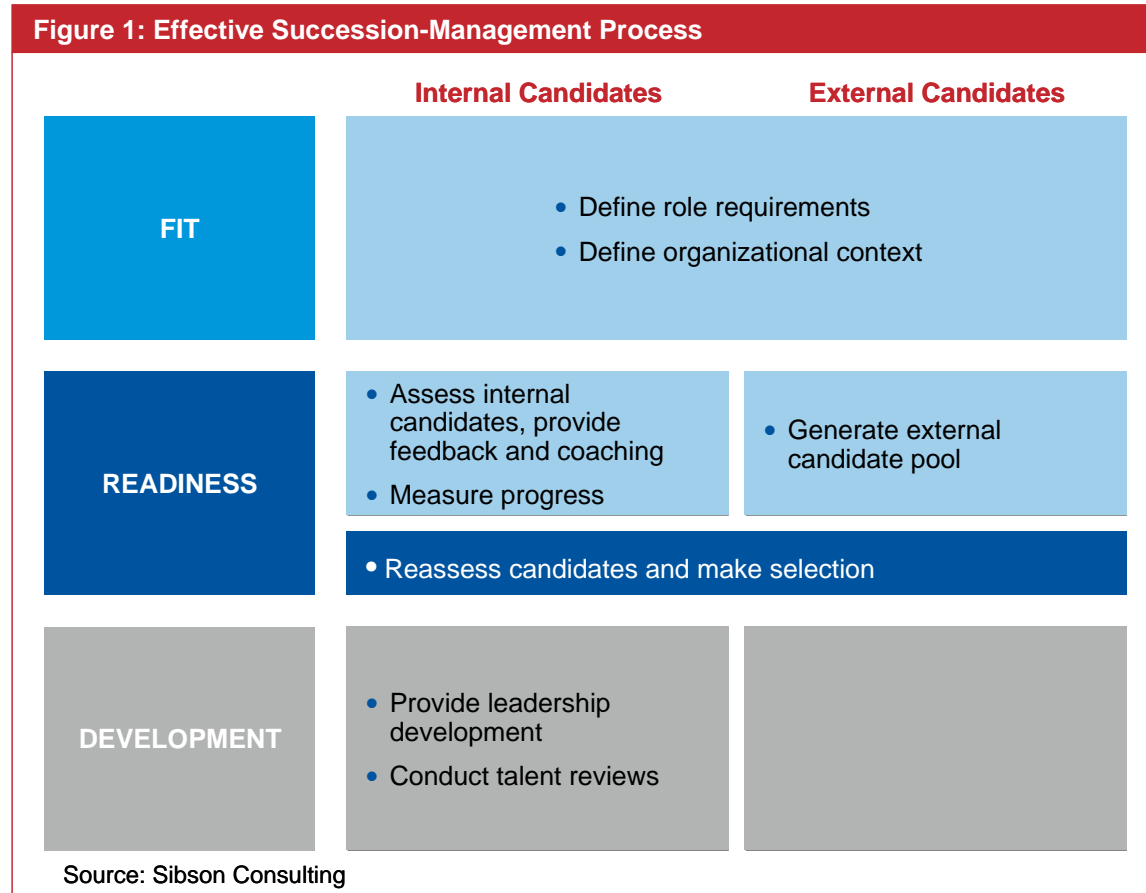 Figure 1: Effective Succession-Management Process
Internal Candidates
External Candidates
FIT
• Define role requirements
• Define organizational context
READINESS
• Assess internal
candidates, provide
feedback and coaching
• Measure progress
• Generate external
candidate pool
• Reassess candidates and make selection
DEVELOPMENT
• Provide leadership
development
• Conduct talent reviews
Source: Sibson Consulting